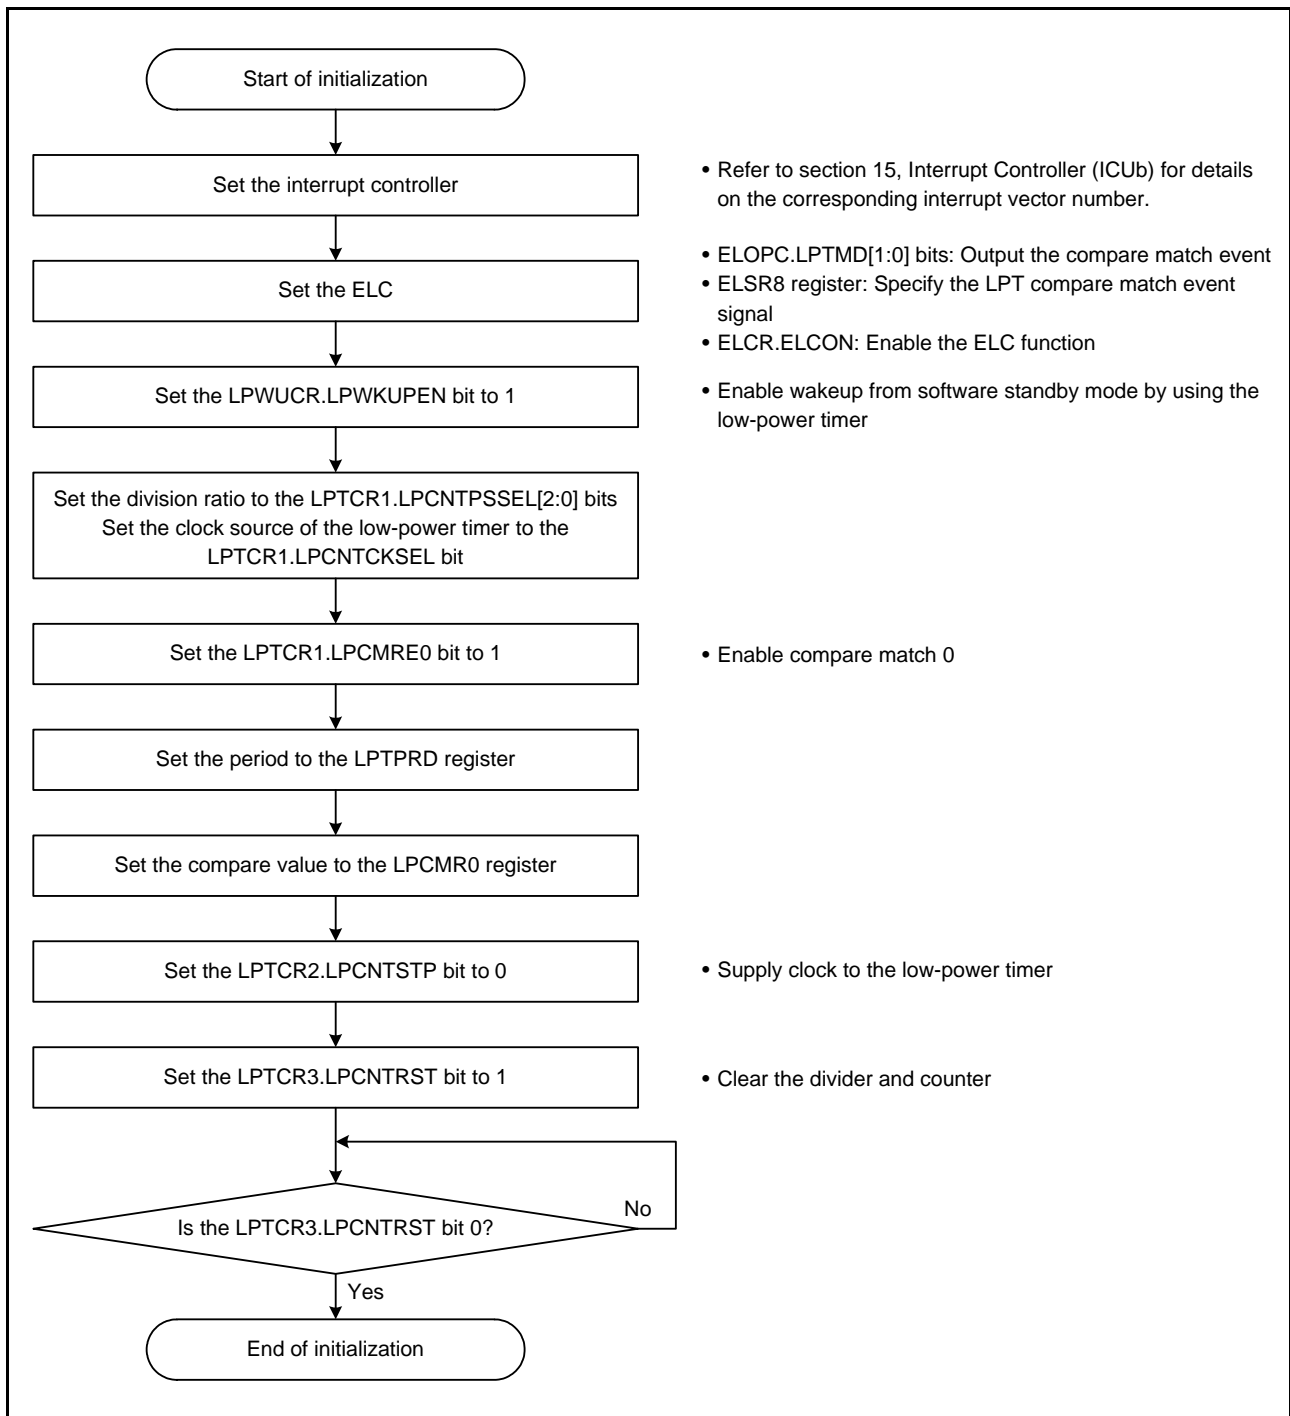 Start of initialization
Set the interrupt controller
• Refer to section 15, Interrupt Controller (ICUb) for details
on the corresponding interrupt vector number.
Set the ELC
• ELOPC.LPTMD[1:0] bits: Output the compare match event
• ELSR8 register: Specify the LPT compare match event
signal
• ELCR.ELCON: Enable the ELC function
Set the LPWUCR.LPWKUPEN bit to 1
• Enable wakeup from software standby mode by using the
low-power timer
Set the division ratio to the LPTCR1.LPCNTPSSEL[2:0] bits
Set the clock source of the low-power timer to the
LPTCR1.LPCNTCKSEL bit
Set the LPTCR1.LPCMRE0 bit to 1
• Enable compare match 0
Set the period to the LPTPRD register
Set the compare value to the LPCMR0 register
Set the LPTCR2.LPCNTSTP bit to 0
• Supply clock to the low-power timer
Set the LPTCR3.LPCNTRST bit to 1
• Clear the divider and counter
Is the LPTCR3.LPCNTRST bit 0?
No
Yes
End of initialization